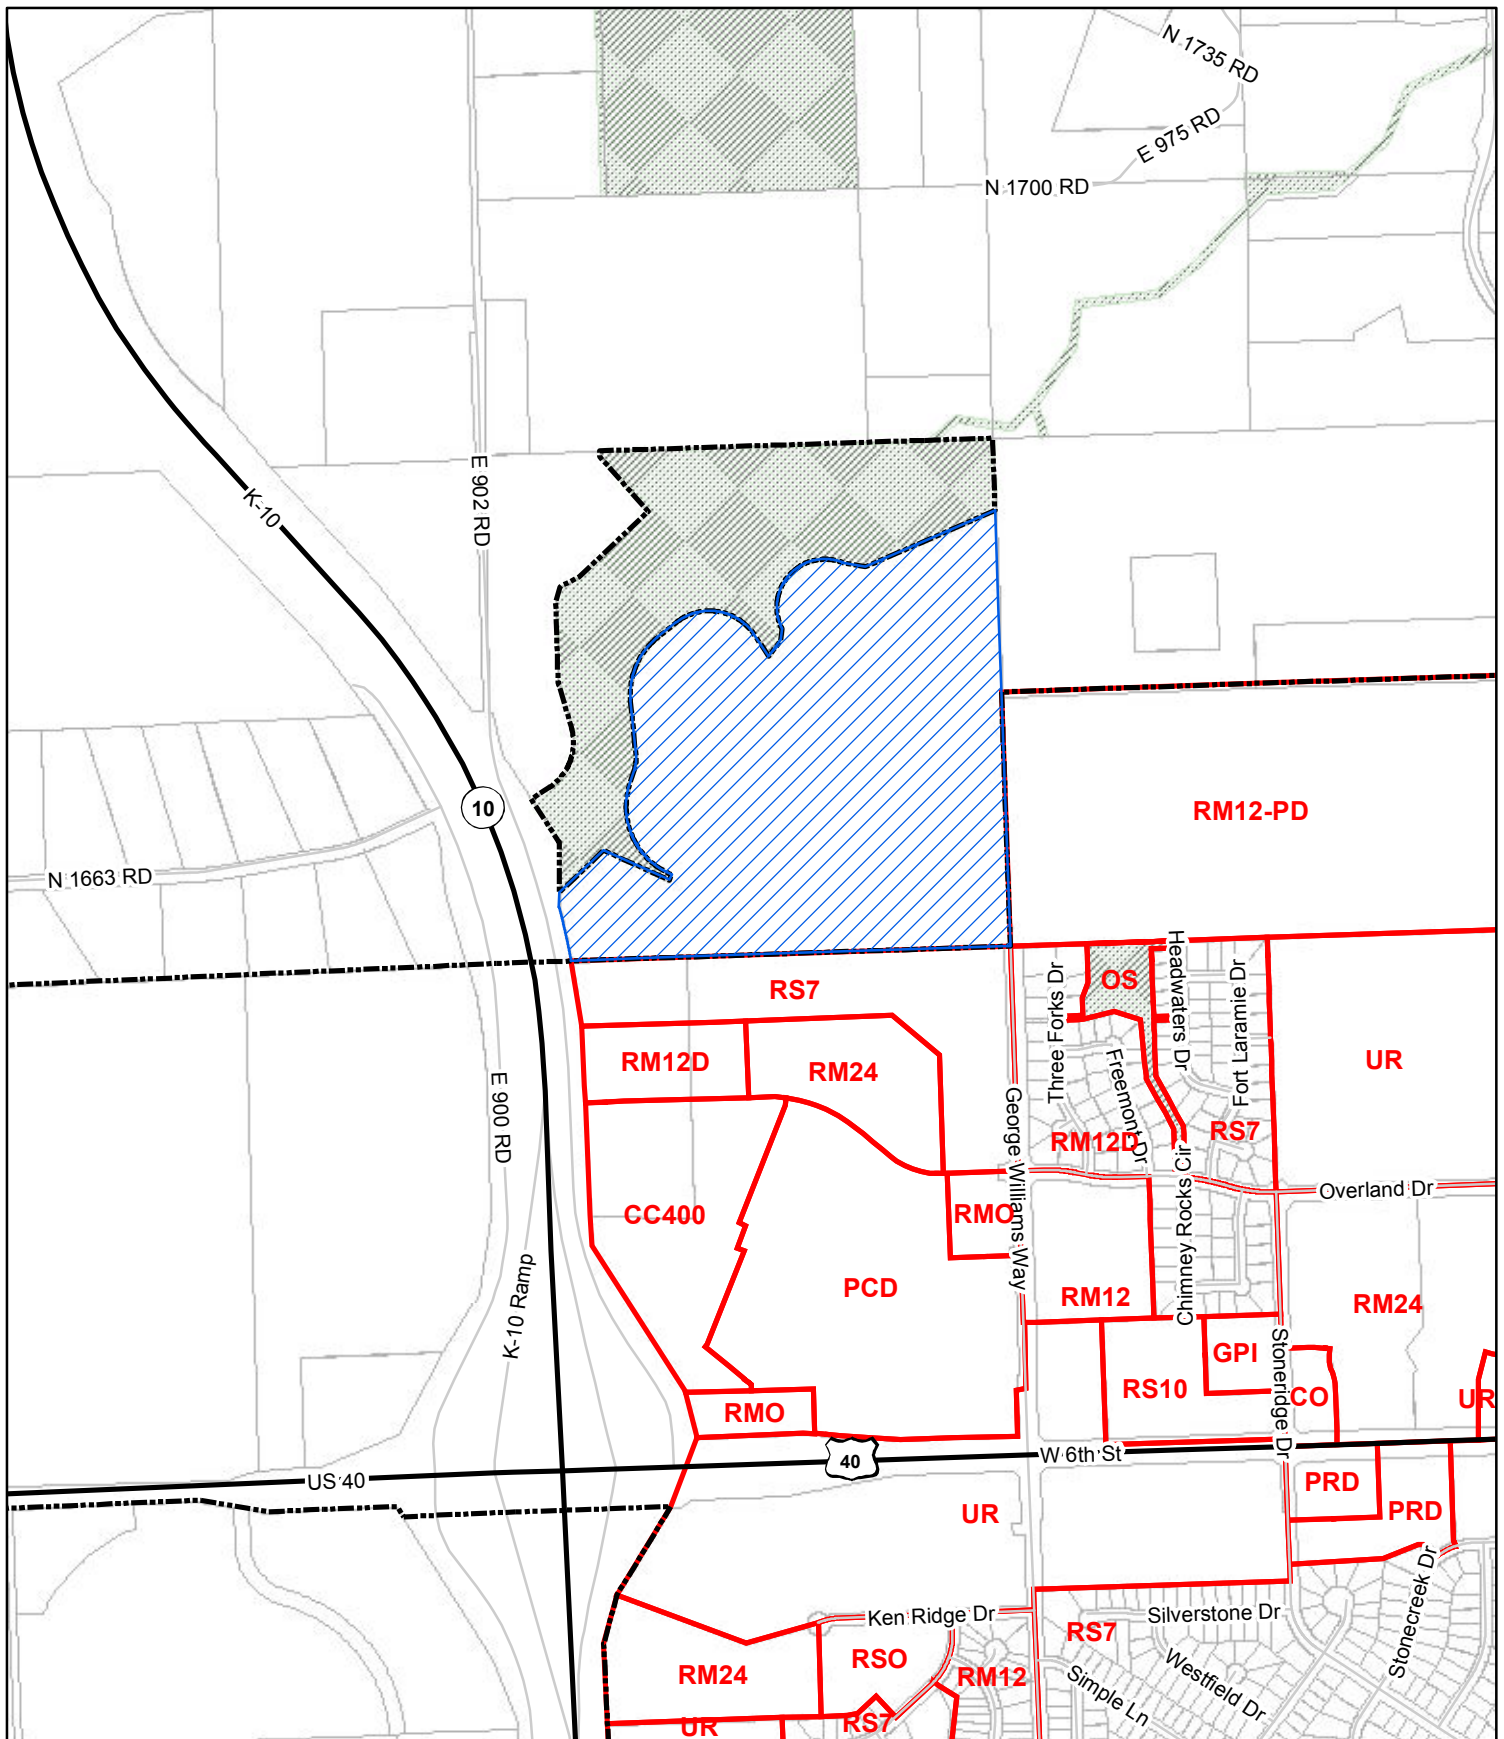 N 1735 RD
E 975 RD
N 1700 RD
K-10
E 902 RD
10
RM12-PD
N 1663 RD
RS7
OS
Three Forks Dr
Headwaters Dr
Fort Laramie Dr
Freemont Dr
RM12D
RM24
UR
E 900 RD
George Williams Way
RM12D
RS7
Chimney Rocks Cir
Overland Dr
CC400
RMO
K-10 Ramp
PCD
RM12
RM24
GPI
Stoneridge Dr
RS10
CO
UR
RMO
W 6th St
40
US 40
PRD
PRD
UR
Stonecreek Dr
Ken Ridge Dr
Silverstone Dr
RS7
RSO
RM24
RM12
Simple Ln
Westfield Dr
UR
RS7